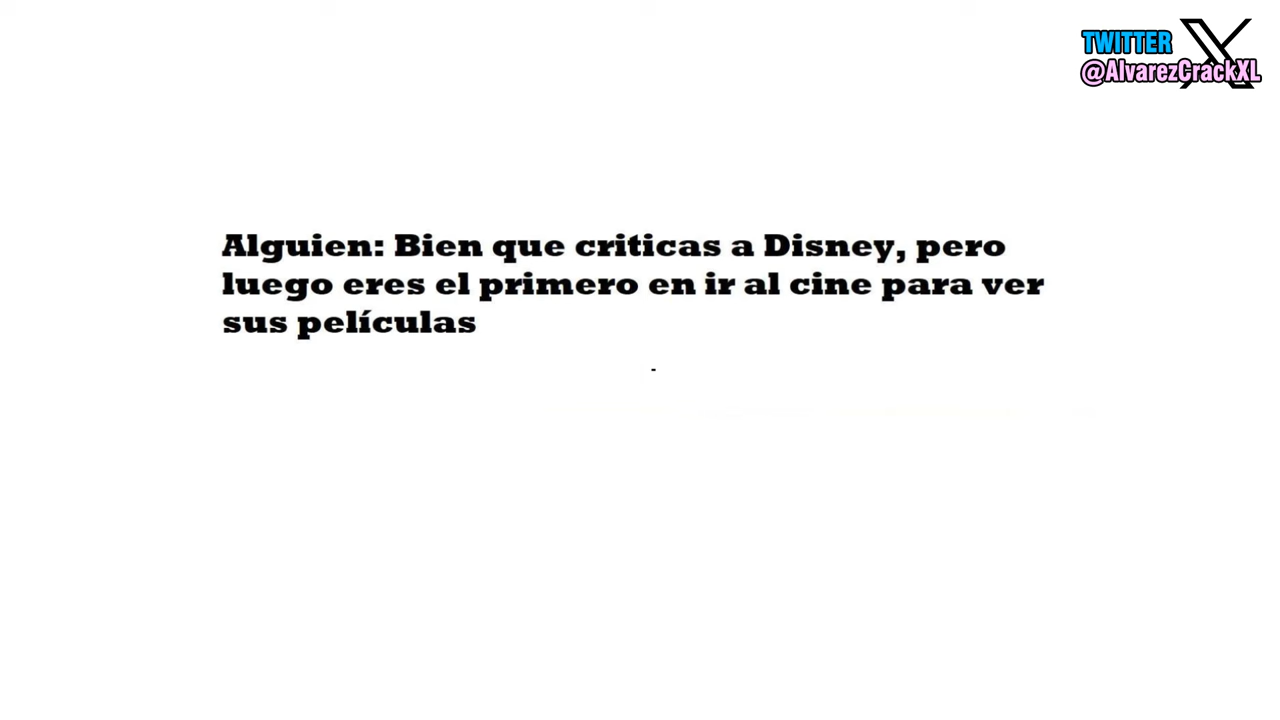 TWITTER
@AlvarezCrackXL
Alguien: Bien que criticas a Disney, pero
luego eres el primero en ir al cine para ver
sus películas
-